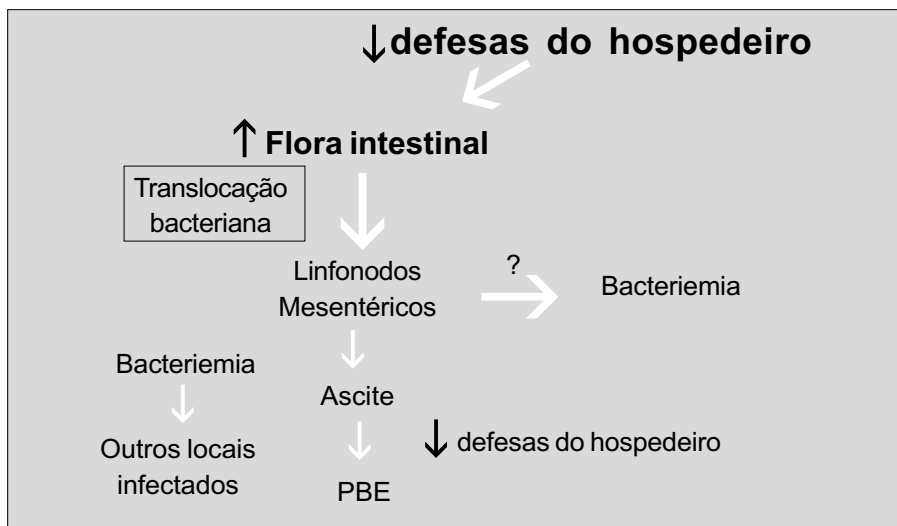 ↓defesas do hospedeiro
↑ Flora intestinal
Translocação
bacteriana
Linfonodos
Mesentéricos
?
Bacteriemia
Bacteriemia
Ascite
↓ defesas do hospedeiro
Outros locais
infectados
PBE